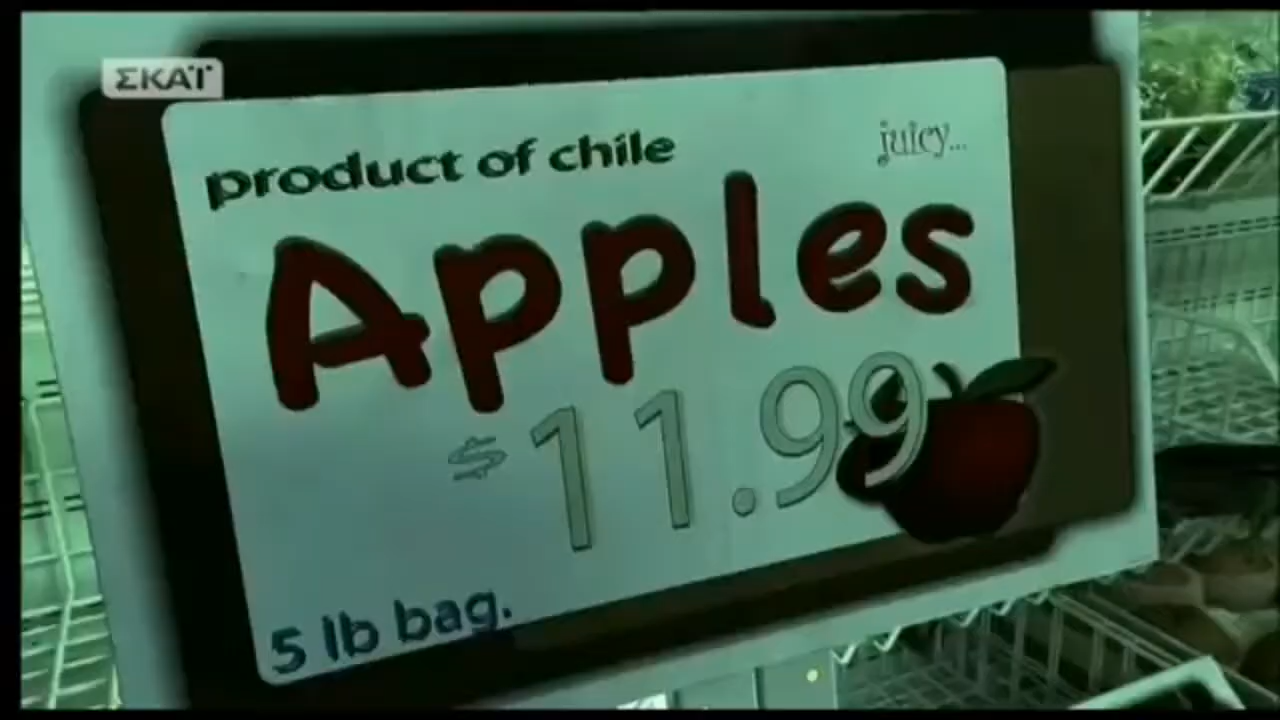 ΣΚΑΪ
product of chile
juicy...
Apples
$11.99
5 lb bag.